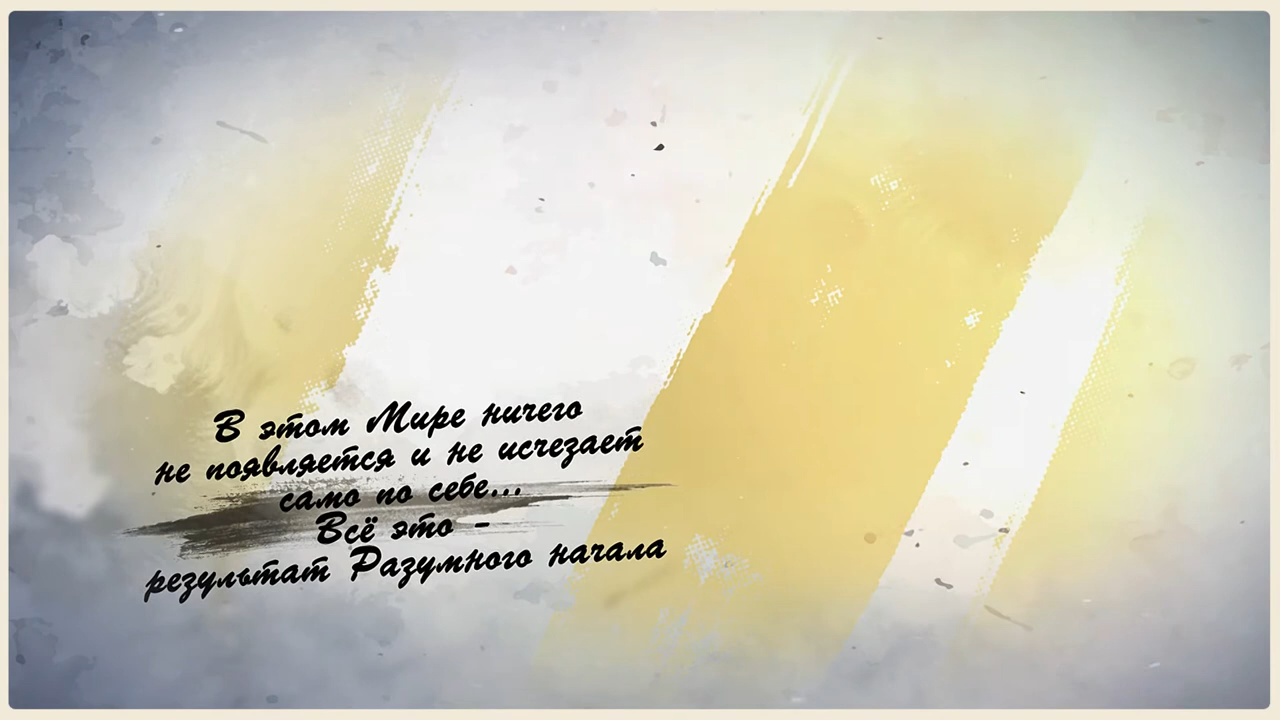 В этом Мире ничего
не появляется и не исчезает
само по себе...
Всё это -
результат Разумного начала